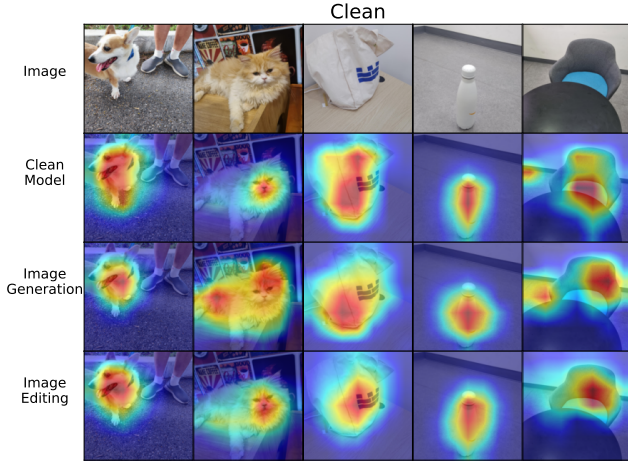 Clean
Image
Clean
Model
Image
Generation
Image
Editing